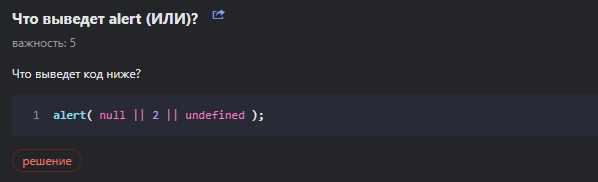 Что выведет alert (ИЛИ)?
важность: 5
Что выведет код ниже?
1 alert( null || 2 || undefined );
решение